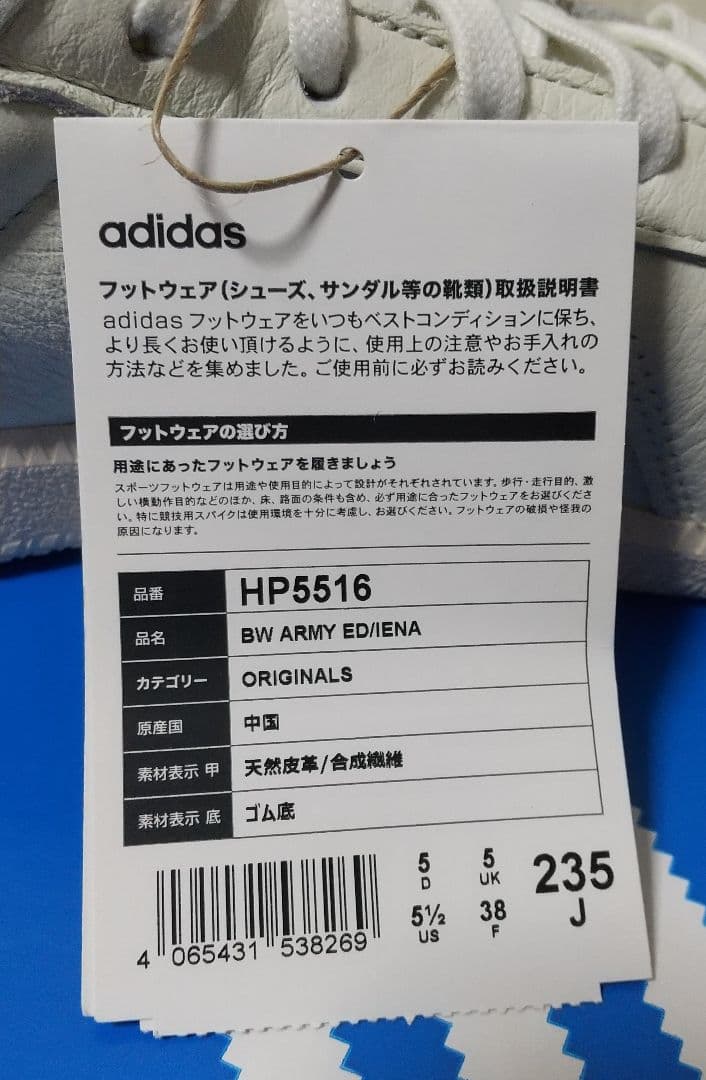 adidas
フットウェア(シューズ、サンダル等の靴類)取扱説明書
adidas フットウェアをいつもベストコンディションに保ち、
より長くお使い頂けるように、使用上の注意やお手入れの
方法などを集めました。ご使用前に必ずお読みください。
フットウェアの選び方
用途にあったフットウェアを履きましょう
スポーツフットウェアは用途や使用目的によって設計がそれぞれされています。歩行・走行目的、激
しい横動作目的などのほか、床、路面の条件も含め、必ず用途に合ったフットウェアをお選びくださ
い。特に競技用スパイクは使用環境を十分に考慮し、お選びください。フットウェアの破損や怪我の
原因になります。
品番 HP5516
品名 BW ARMY ED/IENA
カテゴリー ORIGINALS
原産国 中国
素材表示 甲 天然皮革/合成繊維
素材表示 底 ゴム底
5 D 5 UK 235 J
5½ US 38 F
4 065431 538269